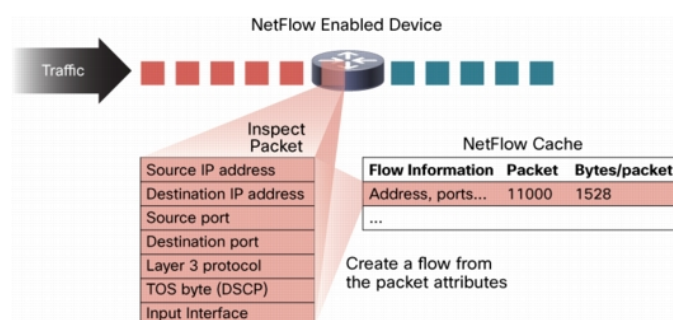 NetFlow Enabled Device
Traffic
Inspect
Packet
Source IP address
Destination IP address
Source port
Destination port
Layer 3 protocol
TOS byte (DSCP)
Input Interface
NetFlow Cache
Flow Information Packet Bytes/packet
Address, ports... 11000 1528
...
Create a flow from
the packet attributes